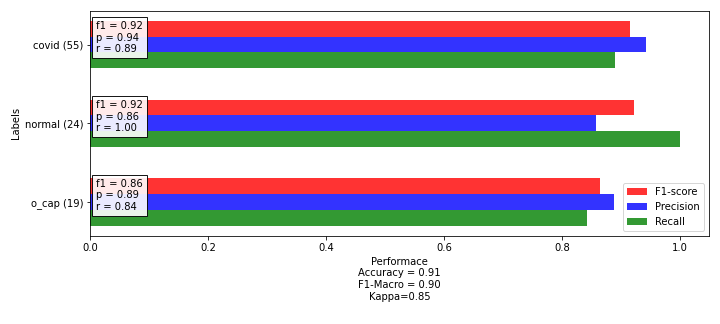 f1 = 0.92
p = 0.94
r = 0.89
covid (55)
f1 = 0.92
p = 0.86
r = 1.00
normal (24)
Labels
f1 = 0.86
p = 0.89
r = 0.84
o_cap (19)
F1-score
Precision
Recall
0.0 0.2 0.4 0.6 0.8 1.0
Performace
Accuracy = 0.91
F1-Macro = 0.90
Kappa=0.85